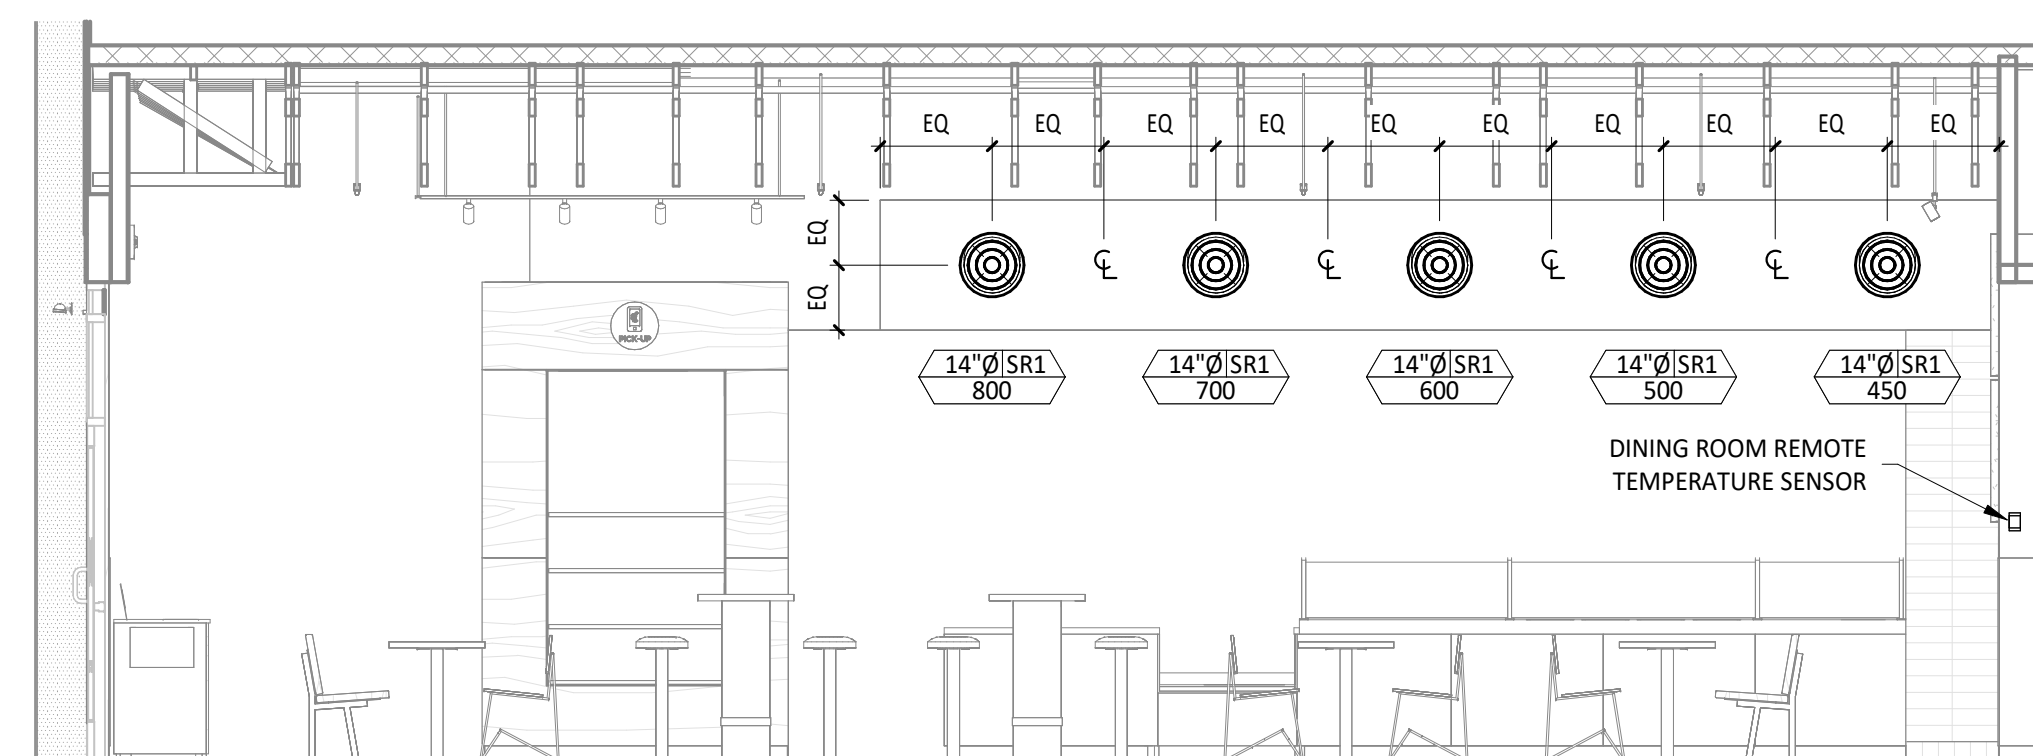 EQ EQ EQ EQ EQ EQ EQ EQ EQ EQ
EQ
EQ
℄ ℄ ℄ ℄
PICK-UP
14"Ø SR1 14"Ø SR1 14"Ø SR1 14"Ø SR1 14"Ø SR1
800 700 600 500 450
DINING ROOM REMOTE
TEMPERATURE SENSOR